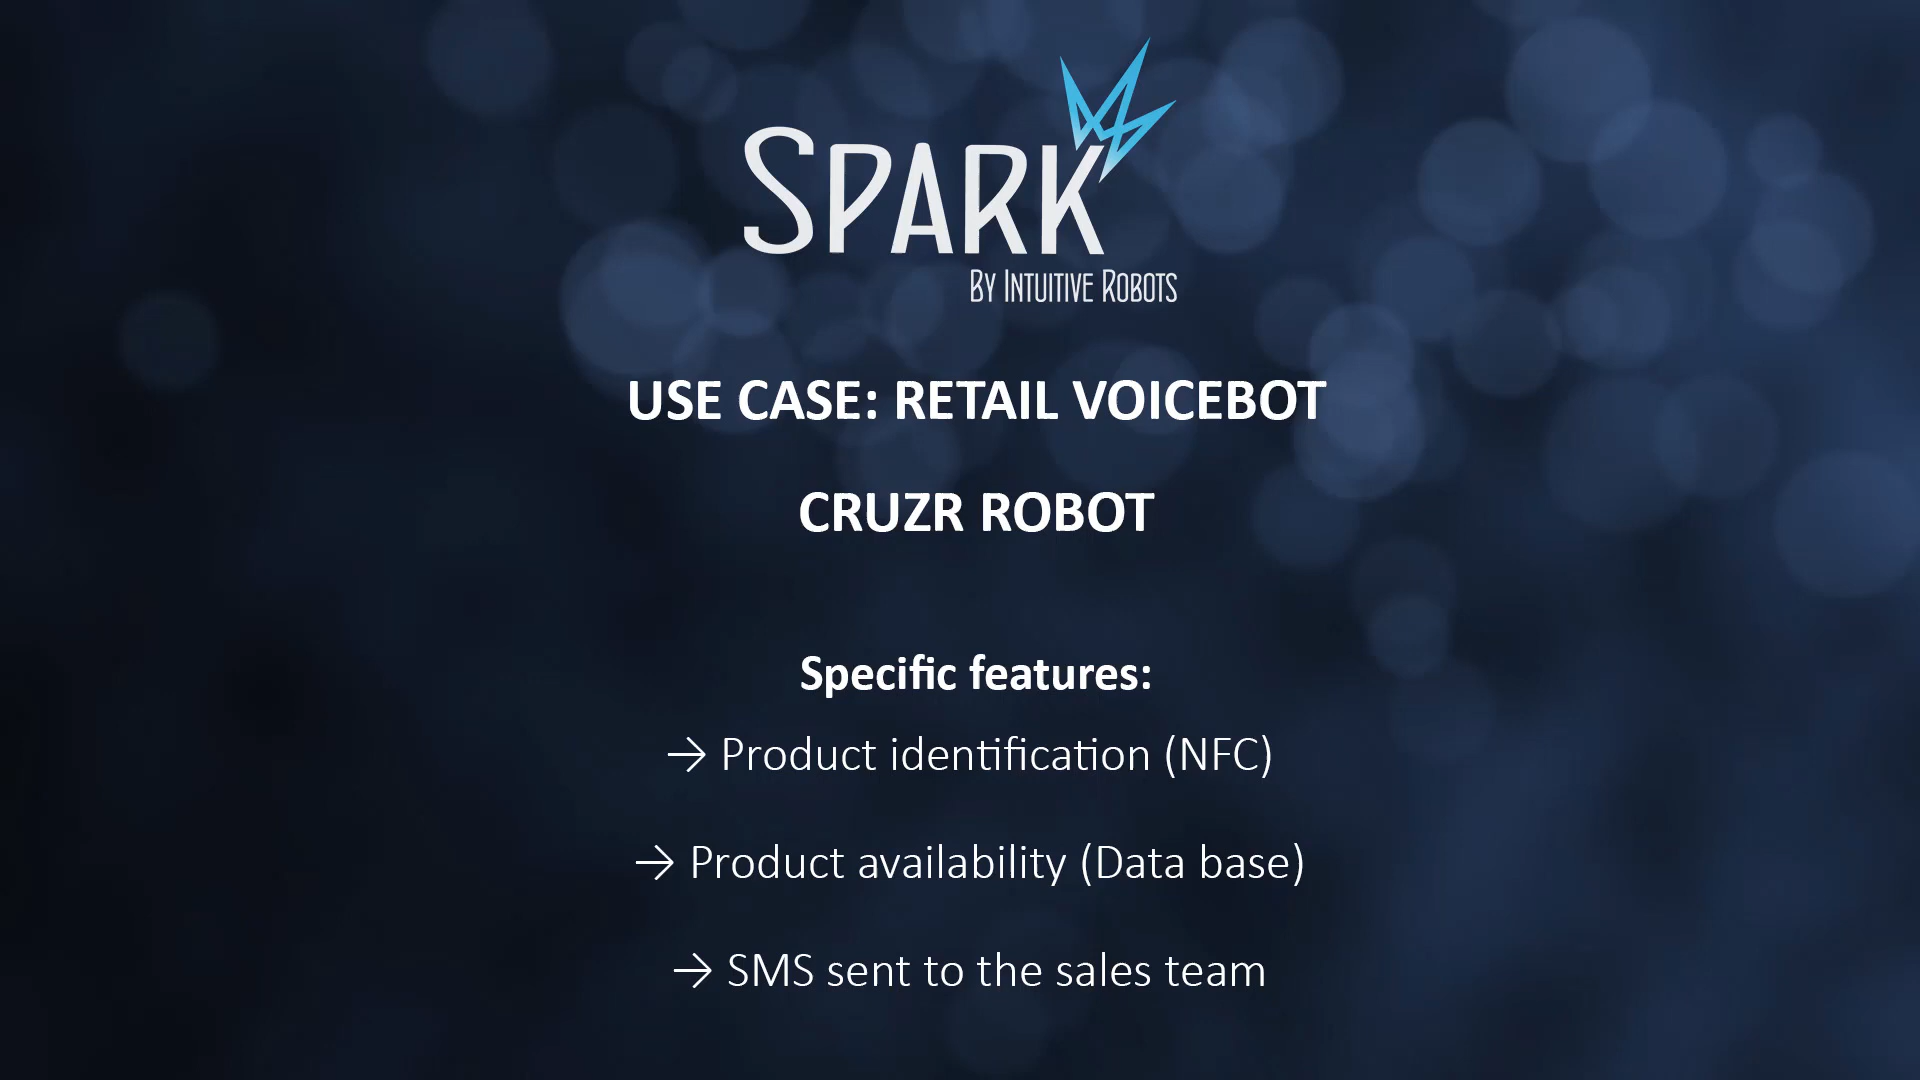 SPARK
BY INTUITIVE ROBOTS
USE CASE: RETAIL VOICEBOT
CRUZR ROBOT
Specific features:
→ Product identification (NFC)
→ Product availability (Data base)
→ SMS sent to the sales team